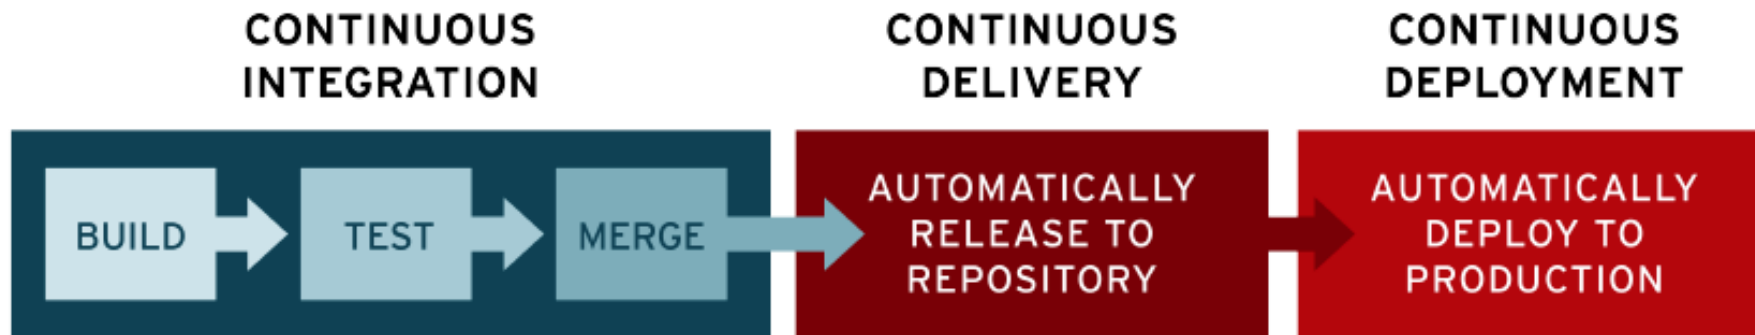 CONTINUOUS
INTEGRATION
CONTINUOUS
DELIVERY
CONTINUOUS
DEPLOYMENT
BUILD
TEST
MERGE
AUTOMATICALLY
RELEASE TO
REPOSITORY
AUTOMATICALLY
DEPLOY TO
PRODUCTION